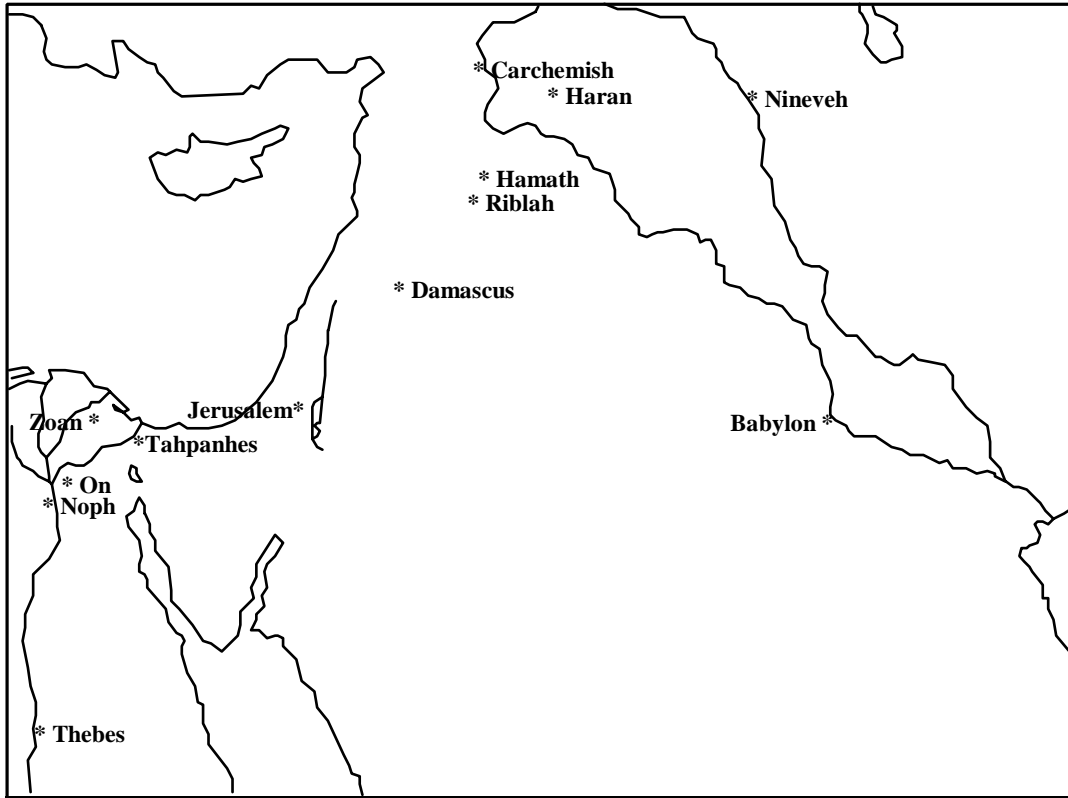 * Carchemish
* Haran
* Nineveh
* Hamath
* Riblah
* Damascus
Jerusalem *
Zoan *
Babylon *
* Tahpanhes
* On
* Noph
* Thebes